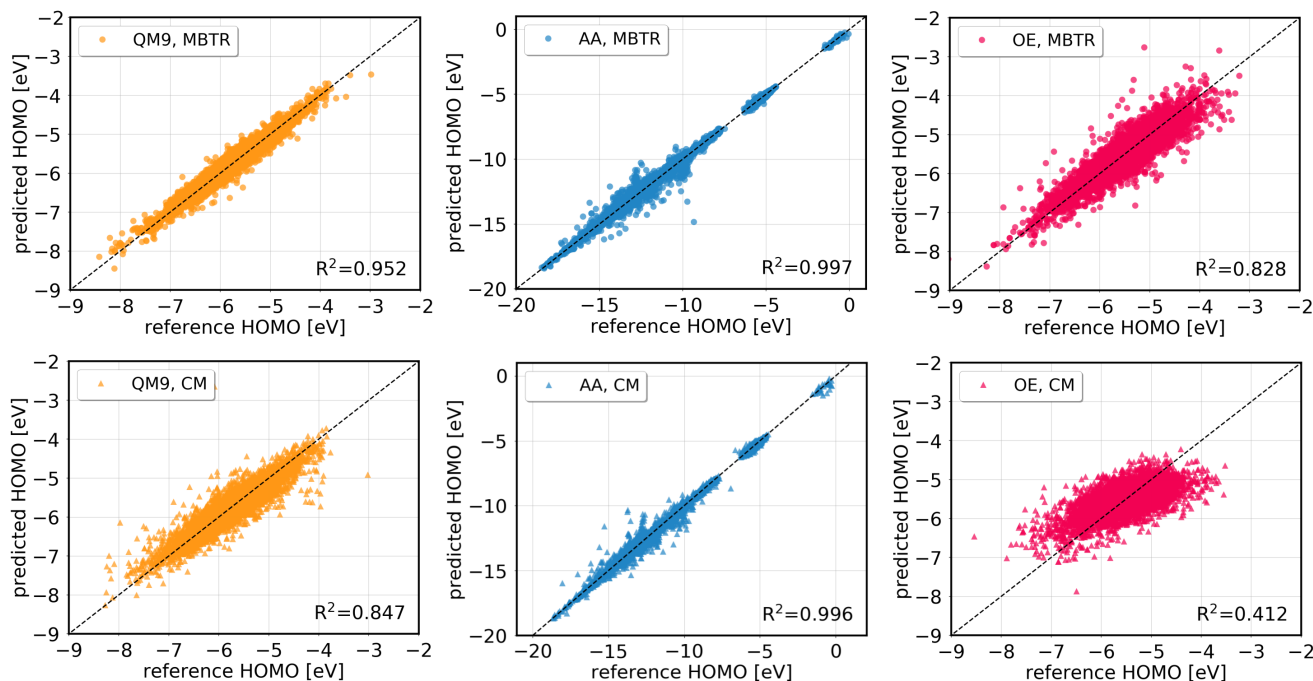 QM9, MBTR
predicted HOMO [eV]
−2
−3
−4
−5
−6
−7
−8
−9
R²=0.952
−9 −8 −7 −6 −5 −4 −3 −2
reference HOMO [eV]
AA, MBTR
predicted HOMO [eV]
0
−5
−10
−15
−20
R²=0.997
−20 −15 −10 −5 0
reference HOMO [eV]
OE, MBTR
predicted HOMO [eV]
−2
−3
−4
−5
−6
−7
−8
−9
R²=0.828
−9 −8 −7 −6 −5 −4 −3 −2
reference HOMO [eV]
QM9, CM
predicted HOMO [eV]
−2
−3
−4
−5
−6
−7
−8
−9
R²=0.847
−9 −8 −7 −6 −5 −4 −3 −2
reference HOMO [eV]
AA, CM
predicted HOMO [eV]
0
−5
−10
−15
−20
R²=0.996
−20 −15 −10 −5 0
reference HOMO [eV]
OE, CM
predicted HOMO [eV]
−2
−3
−4
−5
−6
−7
−8
−9
R²=0.412
−9 −8 −7 −6 −5 −4 −3 −2
reference HOMO [eV]